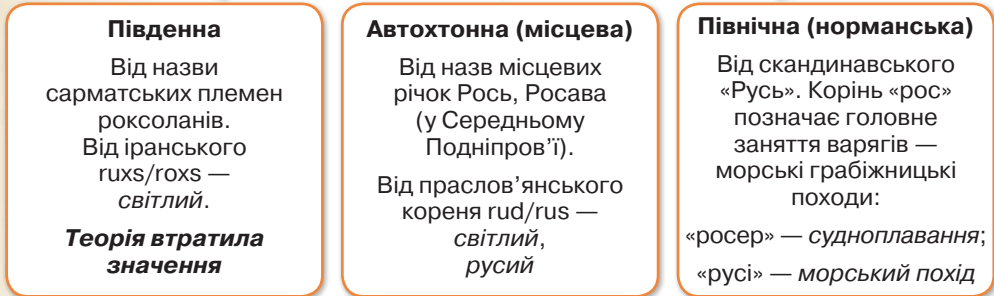 Південна
Від назви
сарматських племен
роксоланів.
Від іранського
ruxs/roxs —
світлий.
Теорія втратила
значення
Автохтонна (місцева)
Від назв місцевих
річок Рось, Росава
(у Середньому
Подніпров’ї).
Від праслов’янського
кореня rud/rus —
світлий,
русий
Північна (норманська)
Від скандинавського
«Русь». Корінь «рос»
позначає головне
заняття варягів —
морські грабіжницькі
походи:
«росер» — судноплавання;
«русі» — морський похід